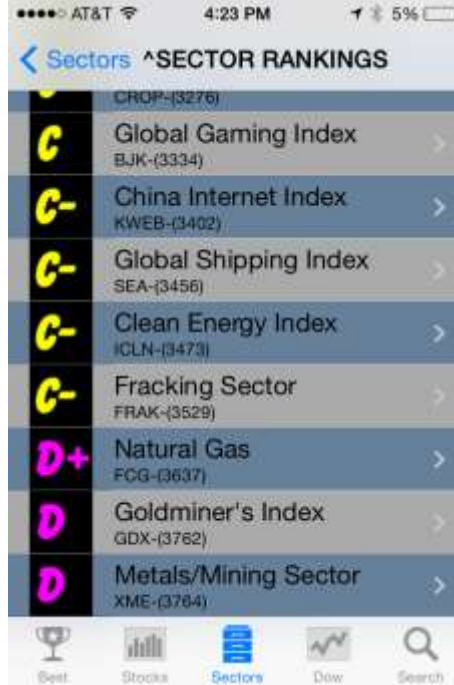 AT&T 4:23 PM 5%
Sectors ^SECTOR RANKINGS
CROP-(3276)
C Global Gaming Index
BJK-(3334)
C- China Internet Index
KWEB-(3402)
C- Global Shipping Index
SEA-(3456)
C- Clean Energy Index
ICLN-(3473)
C- Fracking Sector
FRAK-(3529)
D+ Natural Gas
FCG-(3637)
D Goldminer's Index
GDX-(3762)
D Metals/Mining Sector
XME-(3764)
Best Stocks Sectors Dow Search